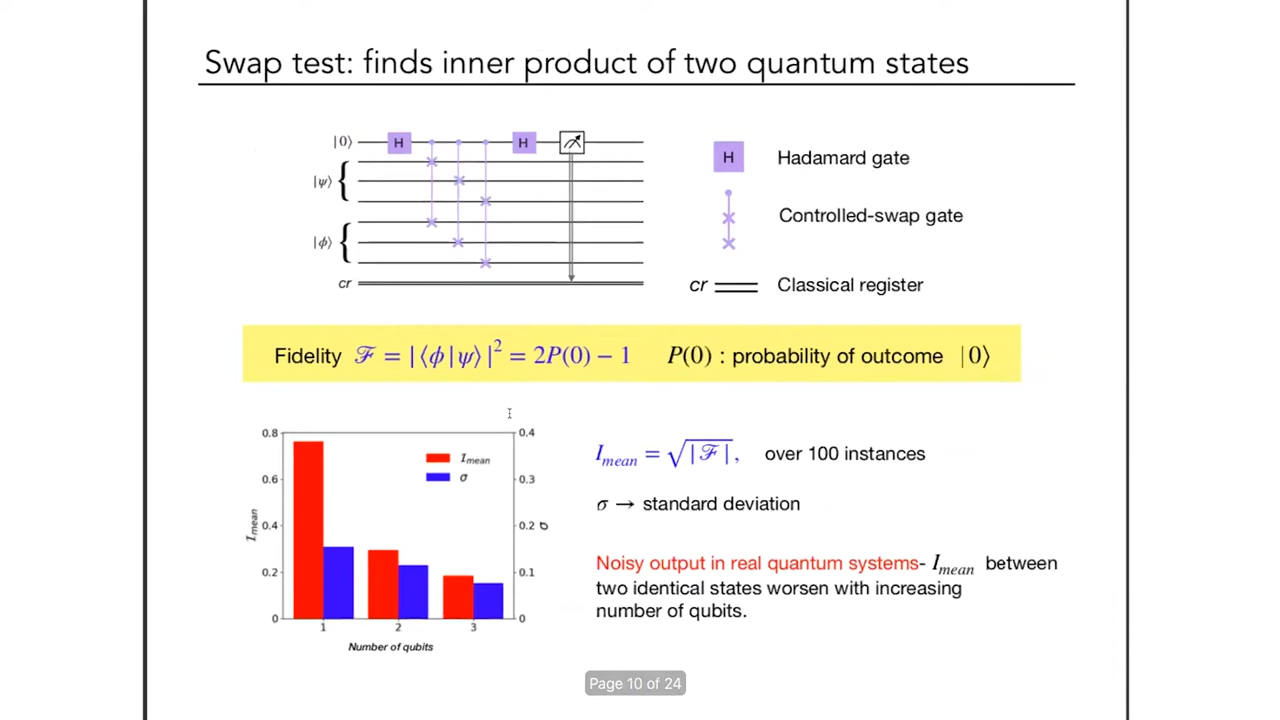 Swap test: finds inner product of two quantum states
|0⟩
H
H
|ψ⟩
|ϕ⟩
cr
H Hadamard gate
Controlled-swap gate
cr Classical register
Fidelity ℱ = |⟨ϕ|ψ⟩|² = 2P(0) − 1 P(0) : probability of outcome |0⟩
0.8
0.6
0.4
0.2
0
I_mean
0.4
0.3
0.2
0.1
0
σ
I_mean
σ
1 2 3
Number of qubits
I_mean = √|ℱ|, over 100 instances
σ → standard deviation
Noisy output in real quantum systems- I_mean between
two identical states worsen with increasing
number of qubits.
Page 10 of 24